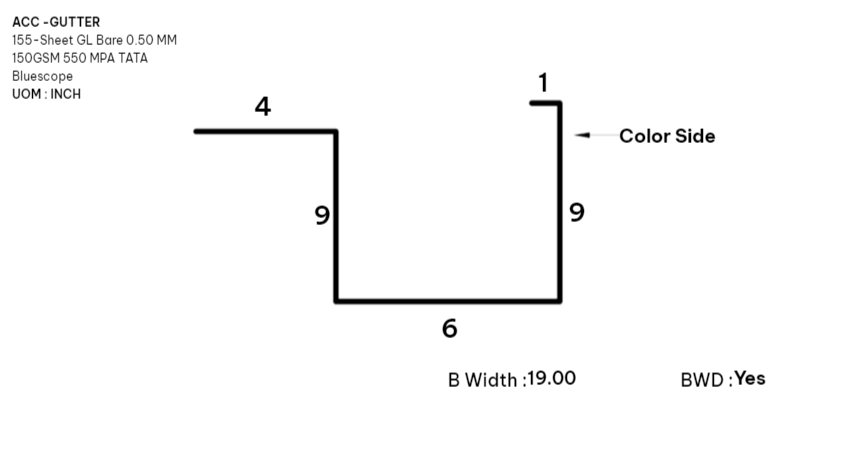 ACC -GUTTER
155-Sheet GL Bare 0.50 MM
150GSM 550 MPA TATA
Bluescope
UOM : INCH
1
4
Color Side
9
9
6
B Width :19.00
BWD :Yes